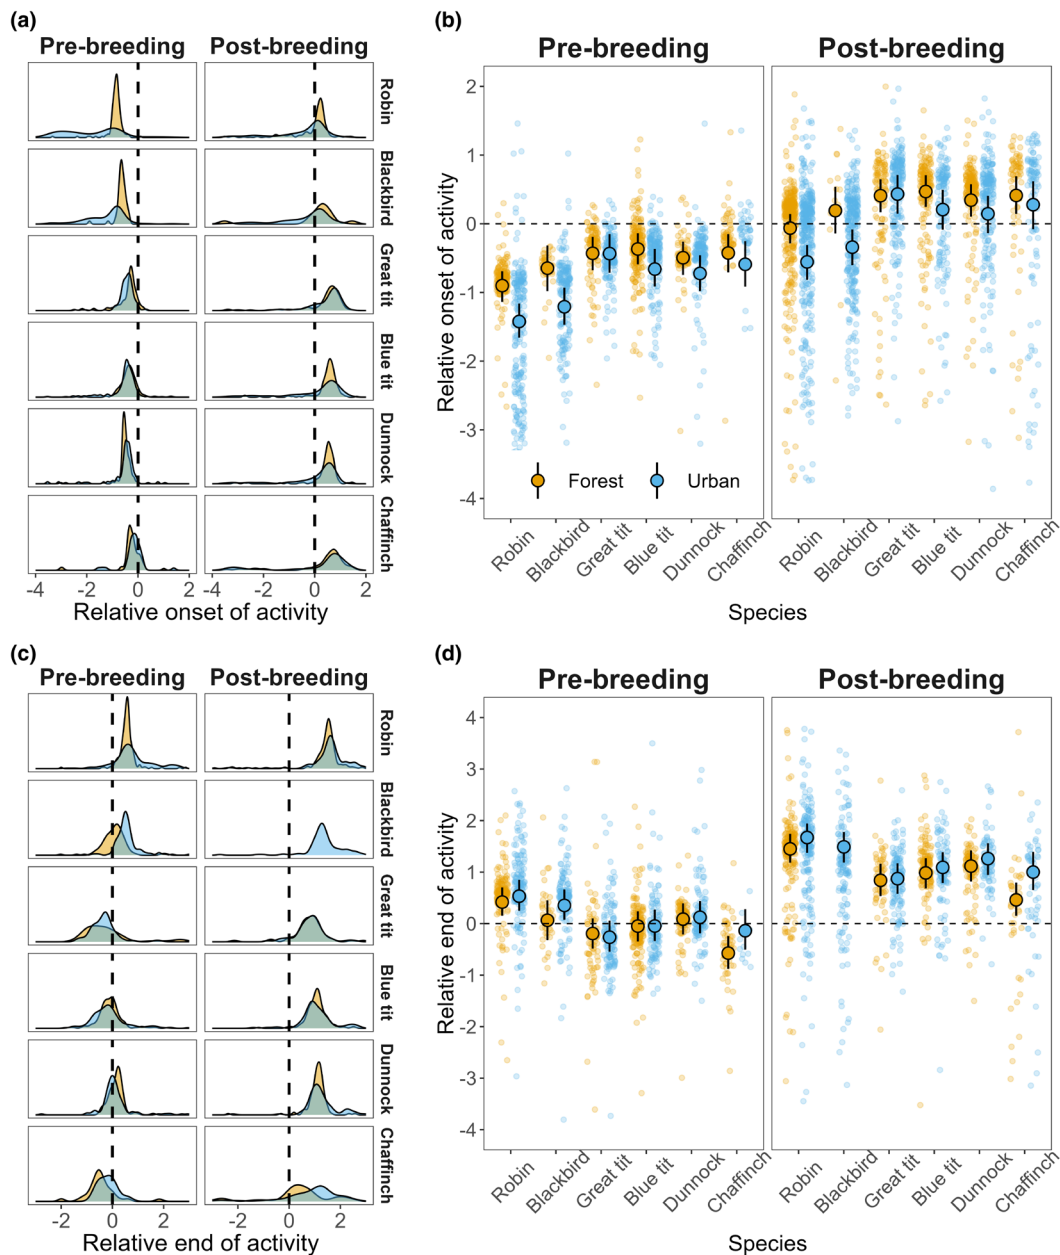 (a)
Pre-breeding Post-breeding
Robin
Blackbird
Great tit
Blue tit
Dunnock
Chaffinch
-4 -2 0 2 -4 -2 0 2
Relative onset of activity
(b)
Pre-breeding Post-breeding
Relative onset of activity
2
1
0
-1
-2
-3
-4
Forest Urban
Robin Blackbird Great tit Blue tit Dunnock Chaffinch Robin Blackbird Great tit Blue tit Dunnock Chaffinch
Species
(c)
Pre-breeding Post-breeding
Robin
Blackbird
Great tit
Blue tit
Dunnock
Chaffinch
-2 0 2 -2 0 2
Relative end of activity
(d)
Pre-breeding Post-breeding
Relative end of activity
4
3
2
1
0
-1
-2
-3
-4
Robin Blackbird Great tit Blue tit Dunnock Chaffinch Robin Blackbird Great tit Blue tit Dunnock Chaffinch
Species